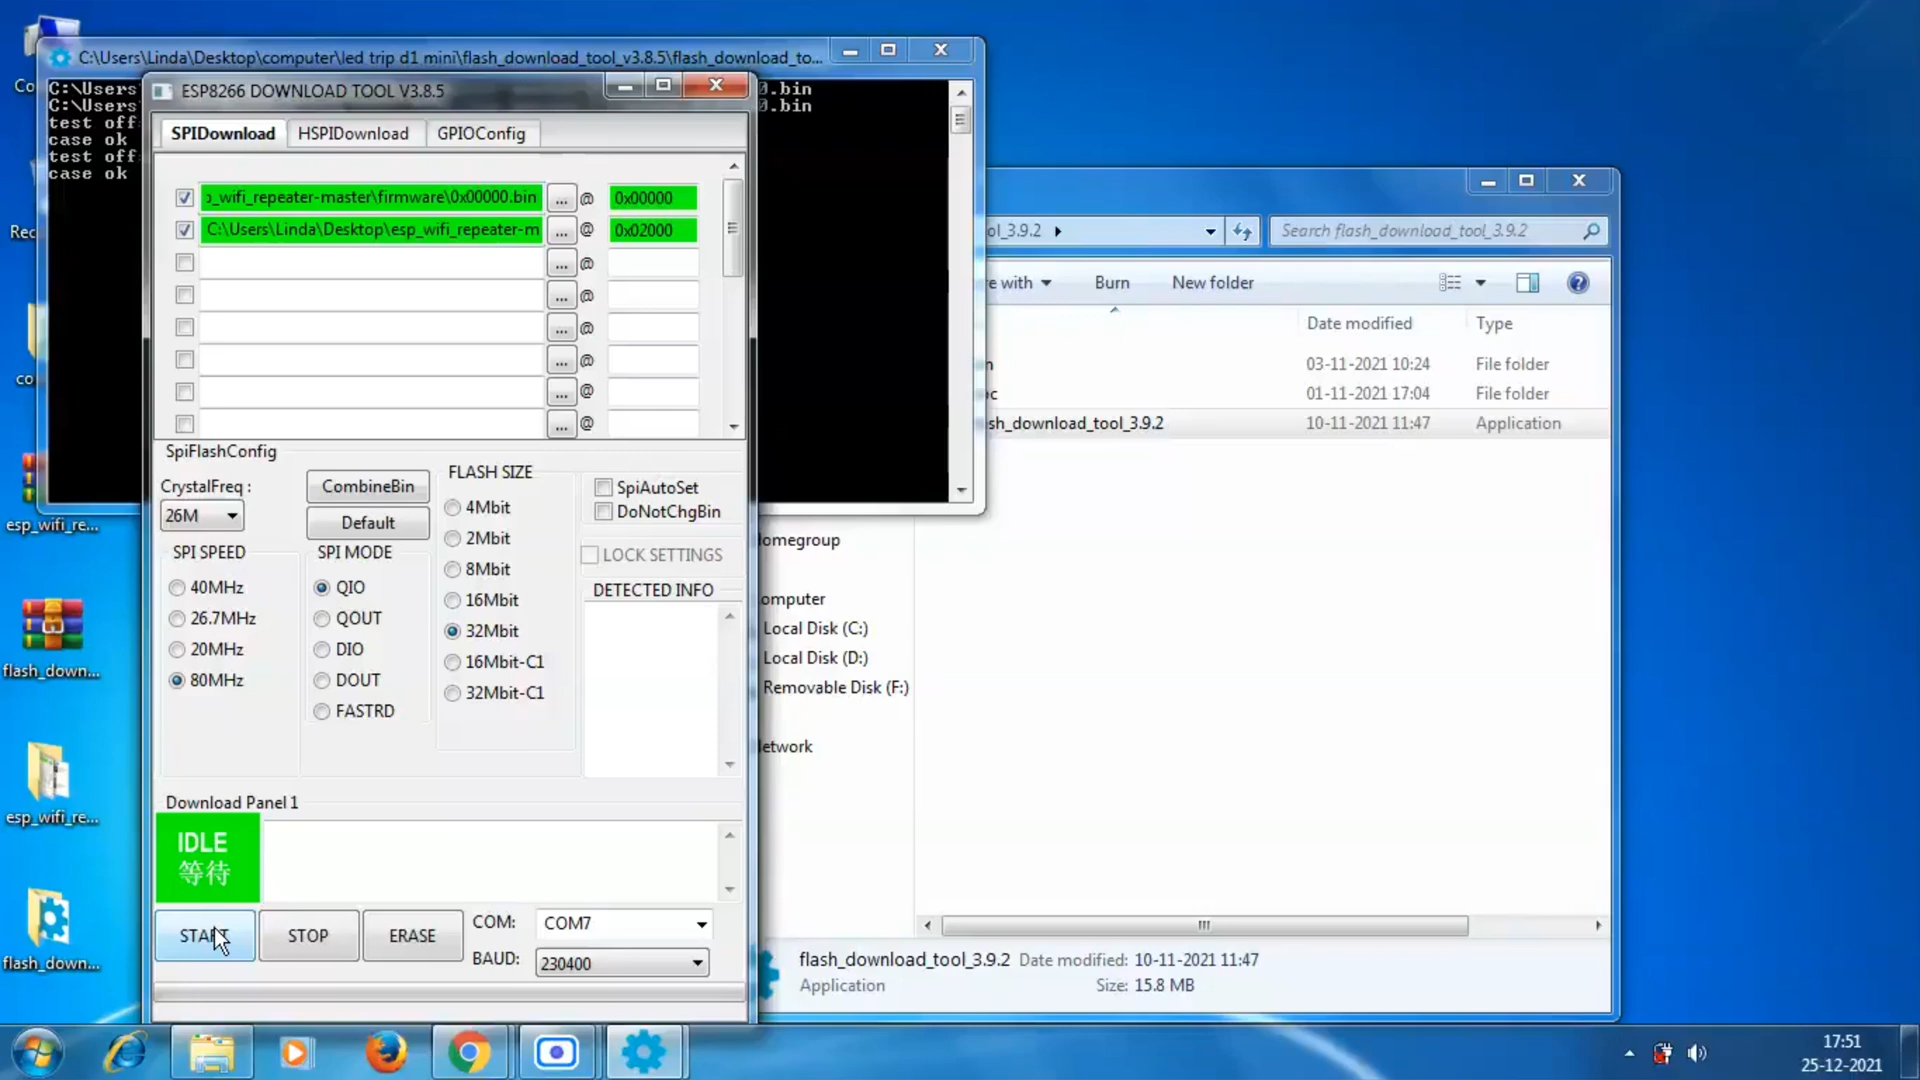 C:\Users\Linda\Desktop\computer\led trip d1 mini\flash_download_tool_v3.8.5\flash_download_to...
C:\Users
C:\Users
test off
case ok
test off
case ok
0.bin
0.bin
ESP8266 DOWNLOAD TOOL V3.8.5
SPIDownload HSPIDownload GPIOConfig
_wifi_repeater-master\firmware\0x00000.bin ... @ 0x00000
C:\Users\Linda\Desktop\esp_wifi_repeater-m ... @ 0x02000
... @
... @
... @
... @
... @
... @
SpiFlashConfig
CrystalFreq :
26M
CombineBin
Default
SPI SPEED
40MHz
26.7MHz
20MHz
80MHz
SPI MODE
QIO
QOUT
DIO
DOUT
FASTRD
FLASH SIZE
4Mbit
2Mbit
8Mbit
16Mbit
32Mbit
16Mbit-C1
32Mbit-C1
SpiAutoSet
DoNotChgBin
LOCK SETTINGS
DETECTED INFO
Download Panel 1
IDLE
等待
START STOP ERASE
COM: COM7
BAUD: 230400
ol_3.9.2
Search flash_download_tool_3.9.2
e with Burn New folder
Date modified Type
n 03-11-2021 10:24 File folder
c 01-11-2021 17:04 File folder
sh_download_tool_3.9.2 10-11-2021 11:47 Application
omegroup
omputer
Local Disk (C:)
Local Disk (D:)
Removable Disk (F:)
etwork
flash_download_tool_3.9.2 Date modified: 10-11-2021 11:47
Application Size: 15.8 MB
Co
Rec
co
esp_wifi_re...
flash_down...
esp_wifi_re...
flash_down...
17:51
25-12-2021